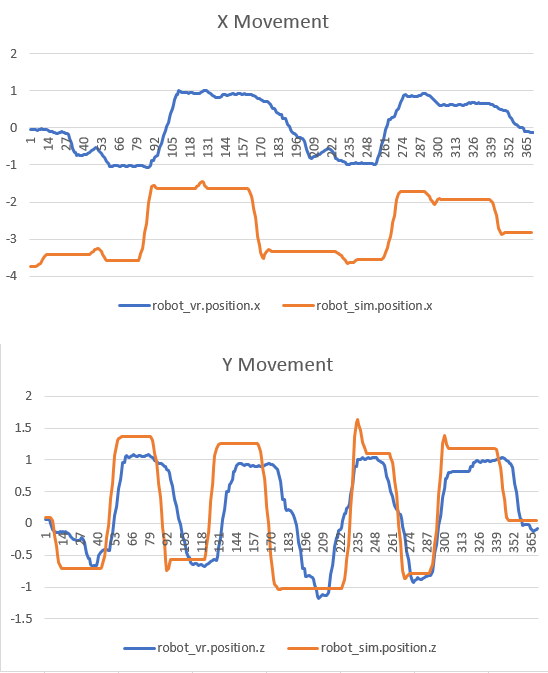 X Movement
2
1
0
-1
-2
-3
-4
1 14 27 40 53 66 79 92 105 118 131 144 157 170 183 196 209 222 235 248 261 274 287 300 313 326 339 352 365
robot_vr.position.x robot_sim.position.x
Y Movement
2
1.5
1
0.5
0
-0.5
-1
-1.5
1 14 27 40 53 66 79 92 105 118 131 144 157 170 183 196 209 222 235 248 261 274 287 300 313 326 339 352 365
robot_vr.position.z robot_sim.position.z